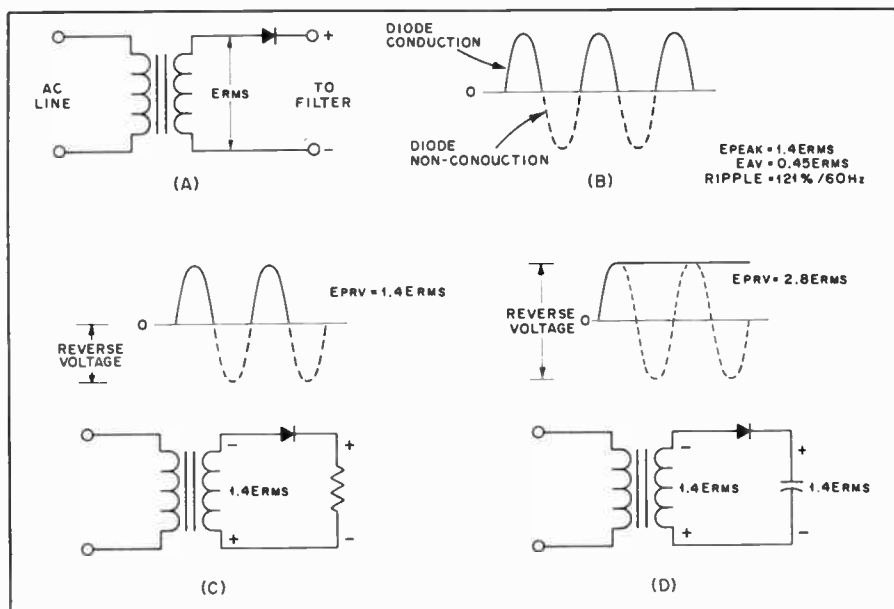 AC
LINE
ERMS
+
TO
FILTER
-
(A)
DIODE
CONDUCTION
0
DIODE
NON-CONDUCTION
(B)
EPEAK = 1.4ERMS
EAV = 0.45ERMS
RIPPLE = 121% / 60Hz
EPRV = 1.4ERMS
0
REVERSE
VOLTAGE
-
1.4ERMS
+
+
-
(C)
EPRV = 2.8ERMS
REVERSE
VOLTAGE
0
-
1.4ERMS
+
+
1.4ERMS
-
(D)